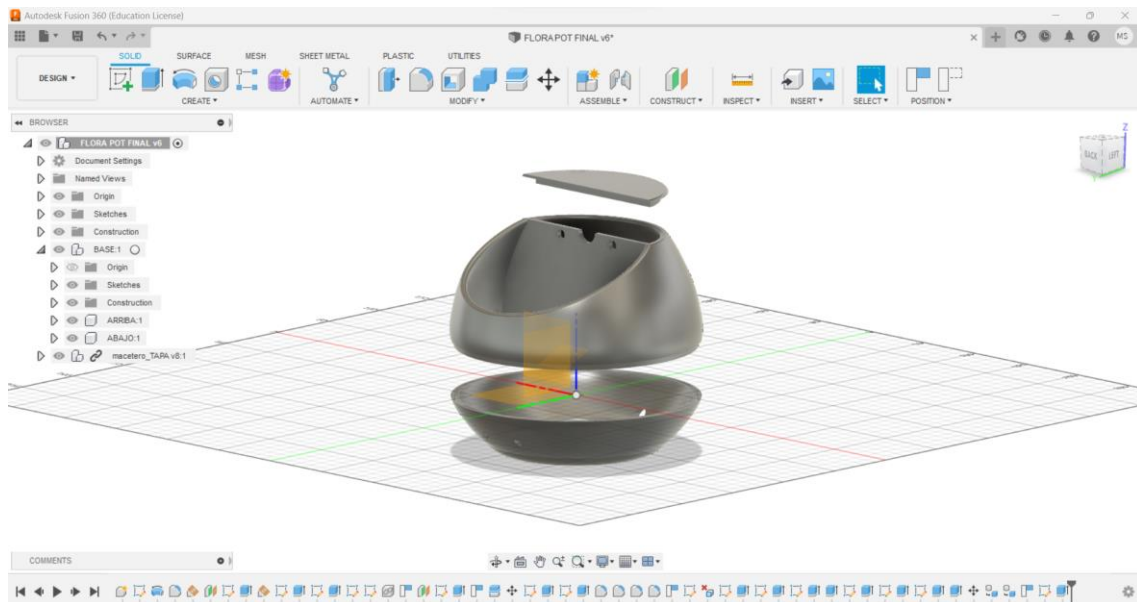 Autodesk Fusion 360 (Education License)
FLORA POT FINAL v6*
MS
SOLID SURFACE MESH SHEET METAL PLASTIC UTILITIES
DESIGN
CREATE AUTOMATE MODIFY ASSEMBLE CONSTRUCT INSPECT INSERT SELECT POSITION
BROWSER
FLORA POT FINAL v6
Document Settings
Named Views
Origin
Sketches
Construction
BASE:1
Origin
Sketches
Construction
ARRIBA:1
ABAJO:1
macetero_TAPA v8:1
Z
BACK LEFT
COMMENTS